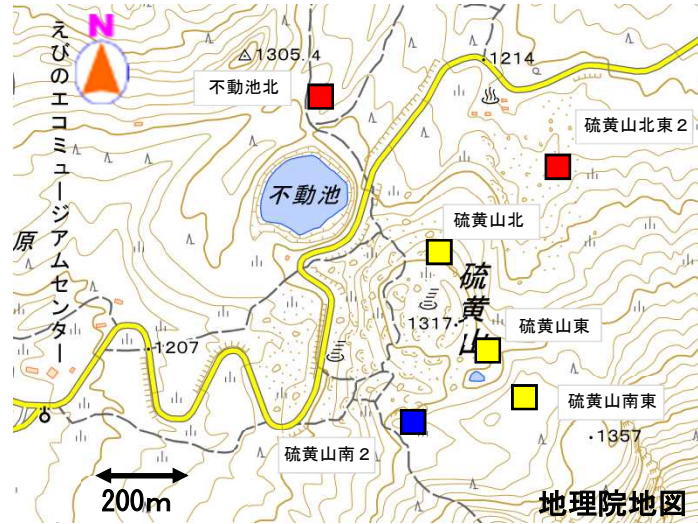 N
えびのエコミュージアムセンター
1305.4
不動池北
1214
硫黄山北東2
不動池
硫黄山北
原
硫黄山
1317
硫黄山東
1207
硫黄山南東
硫黄山南2
1357
200m
地理院地図